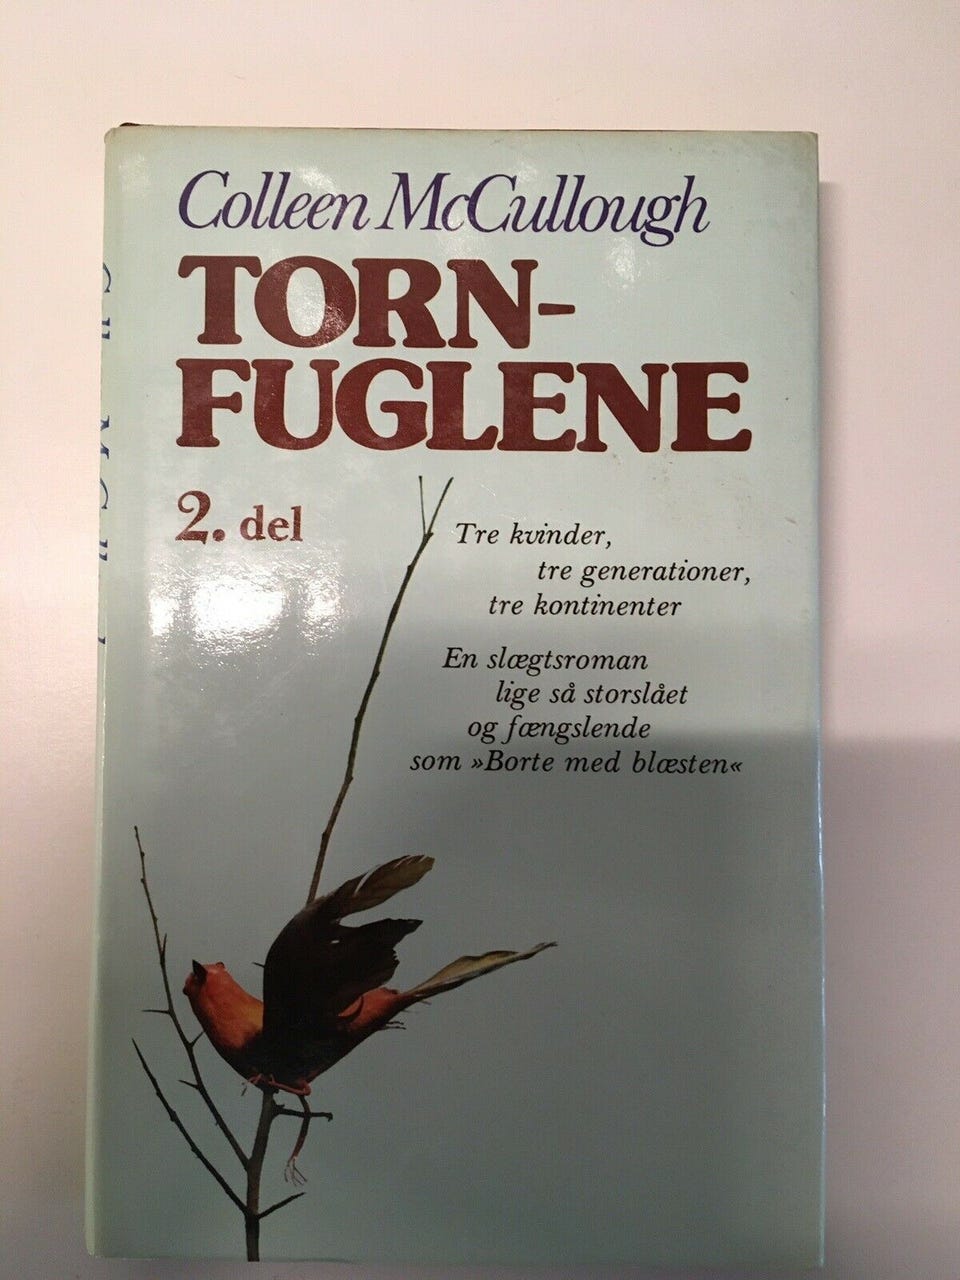 Colleen McCullough
TORN-
FUGLENE
2. del
Tre kvinder,
tre generationer,
tre kontinenter
En slægtsroman
lige så storslået
og fængslende
som »Borte med blæsten«